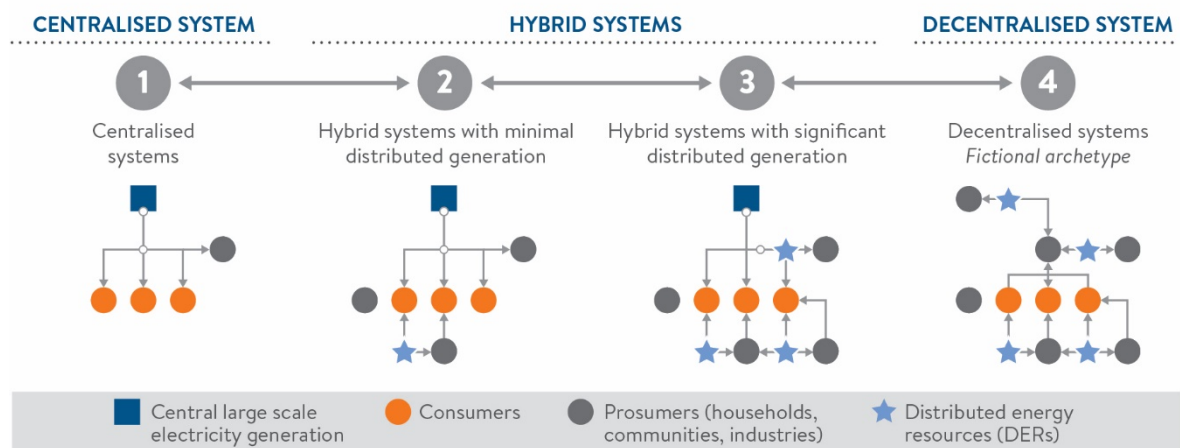 CENTRALISED SYSTEM
HYBRID SYSTEMS
DECENTRALISED SYSTEM
1
2
3
4
Centralised
systems
Hybrid systems with minimal
distributed generation
Hybrid systems with significant
distributed generation
Decentralised systems
Fictional archetype
Central large scale
electricity generation
Consumers
Prosumers (households,
communities, industries)
Distributed energy
resources (DERs)